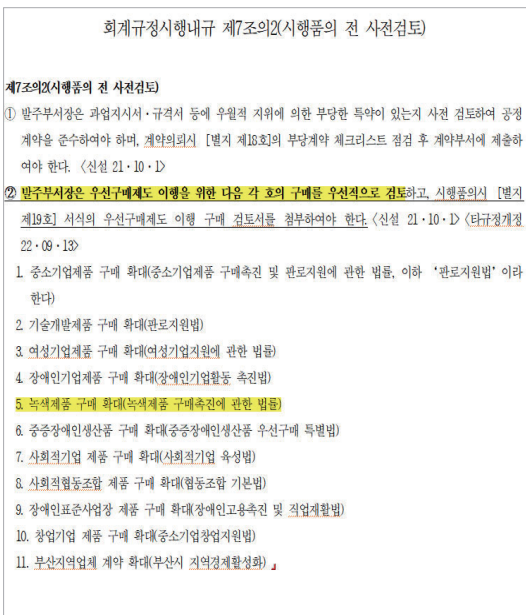 회계규정시행내규 제7조의2(시행품의 전 사전검토)
제7조의2(시행품의 전 사전검토)
① 발주부서장은 과업지시서·규격서 등에 우월적 지위에 의한 부당한 특약이 있는지 사전 검토하여 공정
계약을 준수하여야 하며, 계약의뢰시 [별지 제18호]의 부당계약 체크리스트 점검 후 계약부서에 제출하
여야 한다. <신설 21·10·1>
② 발주부서장은 우선구매제도 이행을 위한 다음 각 호의 구매를 우선적으로 검토하고, 시행품의시 [별지
제19호] 서식의 우선구매제도 이행 구매 검토서를 첨부하여야 한다.<신설 21·10·1><타규정개정
22·09·13>
1. 중소기업제품 구매 확대(중소기업제품 구매촉진 및 판로지원에 관한 법률, 이하 ‘판로지원법’이라
한다)
2. 기술개발제품 구매 확대(판로지원법)
3. 여성기업제품 구매 확대(여성기업지원에 관한 법률)
4. 장애인기업제품 구매 확대(장애인기업활동 촉진법)
5. 녹색제품 구매 확대(녹색제품 구매촉진에 관한 법률)
6. 중증장애인생산품 구매 확대(중증장애인생산품 우선구매 특별법)
7. 사회적기업 제품 구매 확대(사회적기업 육성법)
8. 사회적협동조합 제품 구매 확대(협동조합 기본법)
9. 장애인표준사업장 제품 구매 확대(장애인고용촉진 및 직업재활법)
10. 창업기업 제품 구매 확대(중소기업창업지원법)
11. 부산지역업체 계약 확대(부산시 지역경제활성화)